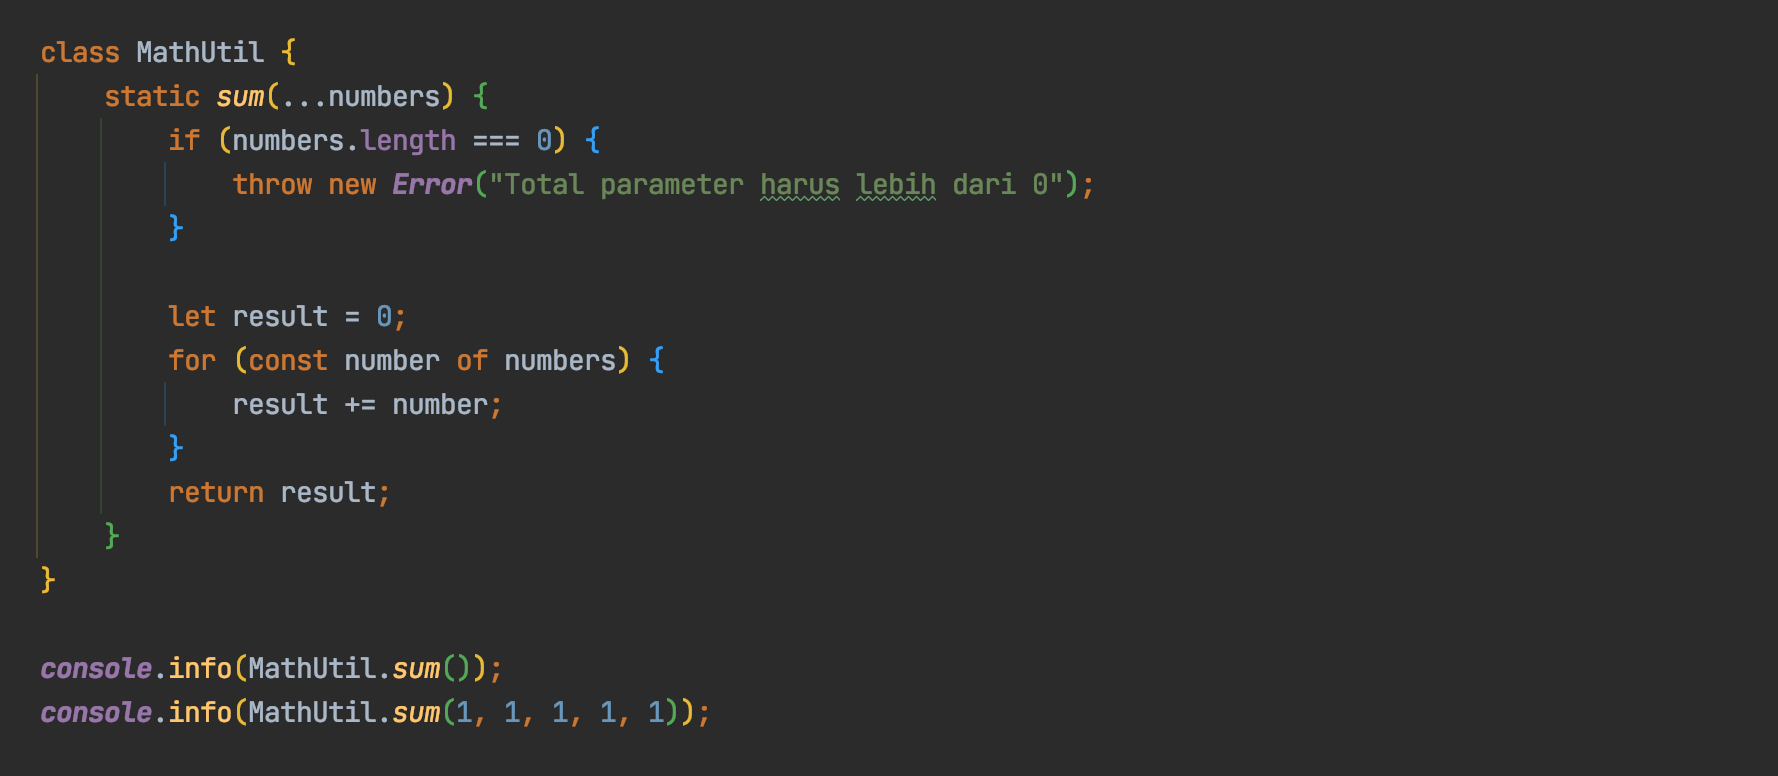 class MathUtil {
    static sum(...numbers) {
        if (numbers.length === 0) {
            throw new Error("Total parameter harus lebih dari 0");
        }

        let result = 0;
        for (const number of numbers) {
            result += number;
        }
        return result;
    }
}

console.info(MathUtil.sum());
console.info(MathUtil.sum(1, 1, 1, 1, 1));